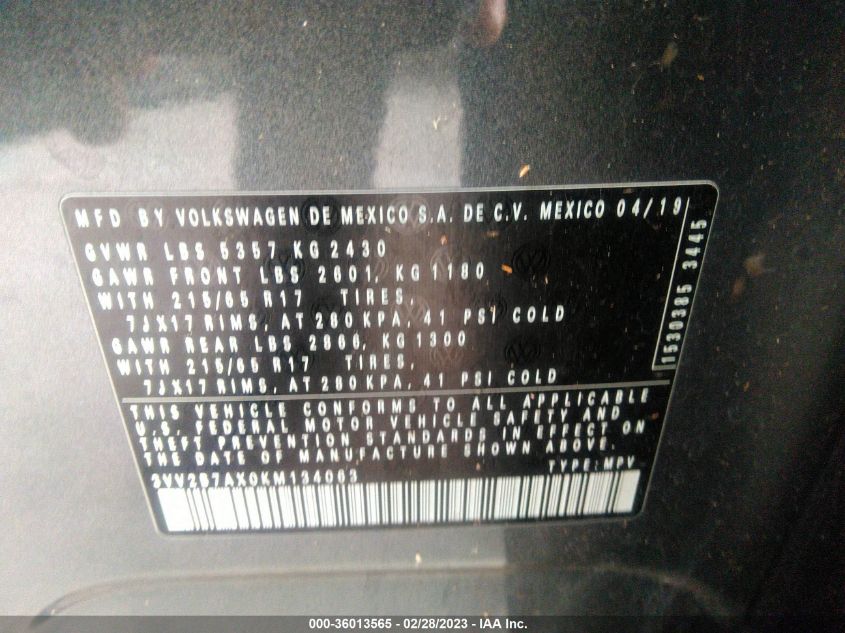 MFD BY VOLKSWAGEN DE MEXICO S.A. DE C.V. MEXICO 04/19
GVWR LBS 5357 KG 2430
GAWR FRONT LBS 2601, KG 1180
WITH 215/65 R17 TIRES,
7JX17 RIMS, AT 280 KPA, 41 PSI COLD
GAWR REAR LBS 2866, KG 1300
WITH 215/65 R17 TIRES,
7JX17 RIMS, AT 280 KPA, 41 PSI COLD
1530385 3445
THIS VEHICLE CONFORMS TO ALL APPLICABLE
U.S. FEDERAL MOTOR VEHICLE SAFETY AND
THEFT PREVENTION STANDARDS IN EFFECT ON
THE DATE OF MANUFACTURE SHOWN ABOVE.
3VV2B7AX0KM134063 TYPE: MPV
000-36013565 - 02/28/2023 - IAA Inc.